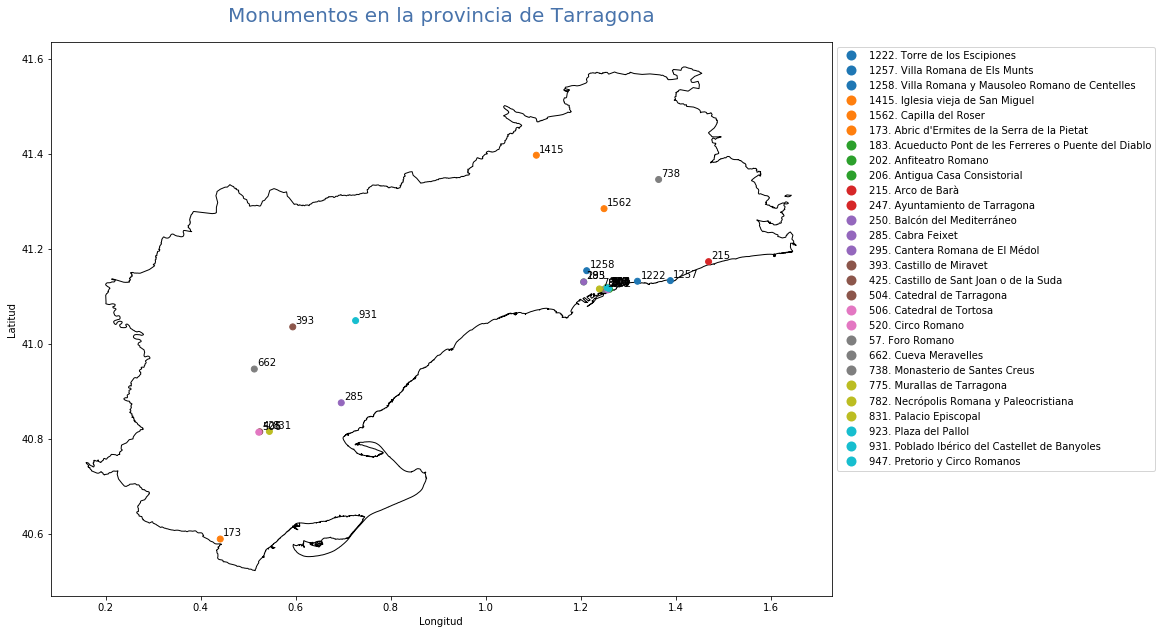 Monumentos en la provincia de Tarragona
41.6
41.4
41.2
41.0
40.8
40.6
Latitud
0.2
0.4
0.6
0.8
1.0
1.2
1.4
1.6
Longitud
1415
738
1562
215
1258
1222
1257
393
931
662
285
831
173
1222. Torre de los Escipiones
1257. Villa Romana de Els Munts
1258. Villa Romana y Mausoleo Romano de Centelles
1415. Iglesia vieja de San Miguel
1562. Capilla del Roser
173. Abric d'Ermites de la Serra de la Pietat
183. Acueducto Pont de les Ferreres o Puente del Diablo
202. Anfiteatro Romano
206. Antigua Casa Consistorial
215. Arco de Barà
247. Ayuntamiento de Tarragona
250. Balcón del Mediterráneo
285. Cabra Feixet
295. Cantera Romana de El Médol
393. Castillo de Miravet
425. Castillo de Sant Joan o de la Suda
504. Catedral de Tarragona
506. Catedral de Tortosa
520. Circo Romano
57. Foro Romano
662. Cueva Meravelles
738. Monasterio de Santes Creus
775. Murallas de Tarragona
782. Necrópolis Romana y Paleocristiana
831. Palacio Episcopal
923. Plaza del Pallol
931. Poblado Ibérico del Castellet de Banyoles
947. Pretorio y Circo Romanos